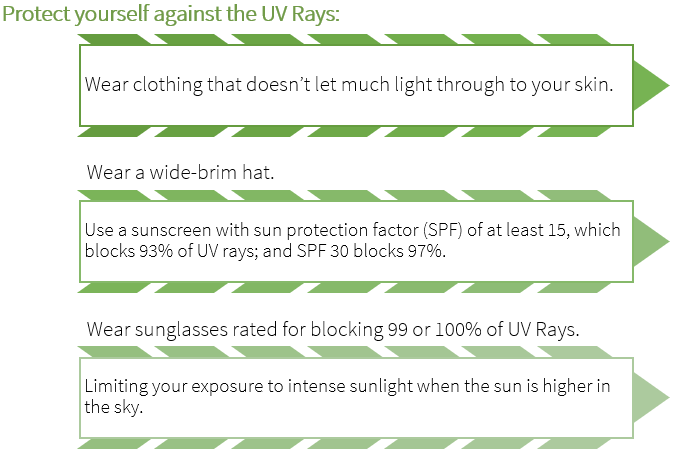 Protect yourself against the UV Rays:
Wear clothing that doesn’t let much light through to your skin.
Wear a wide-brim hat.
Use a sunscreen with sun protection factor (SPF) of at least 15, which
blocks 93% of UV rays; and SPF 30 blocks 97%.
Wear sunglasses rated for blocking 99 or 100% of UV Rays.
Limiting your exposure to intense sunlight when the sun is higher in
the sky.